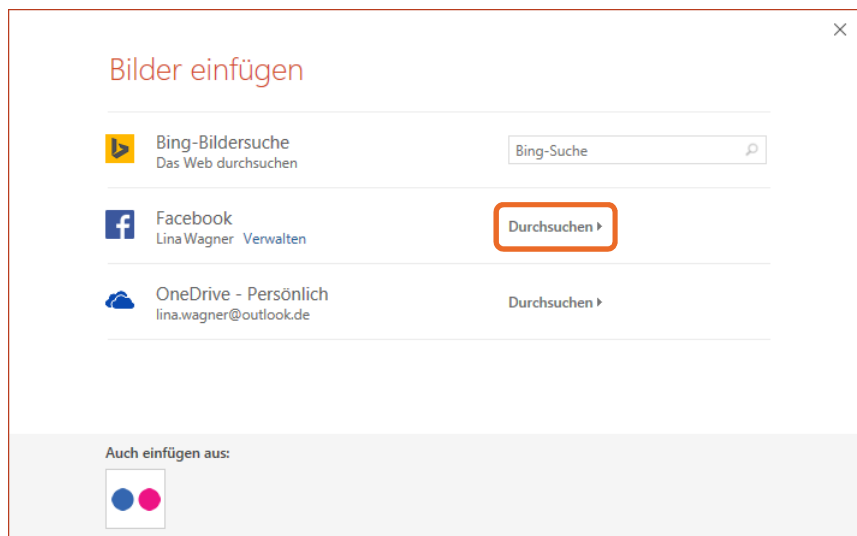 Bilder einfügen
Bing-Bildersuche
Das Web durchsuchen
Bing-Suche
Facebook
Lina Wagner Verwalten
Durchsuchen
OneDrive - Persönlich
lina.wagner@outlook.de
Durchsuchen
Auch einfügen aus: